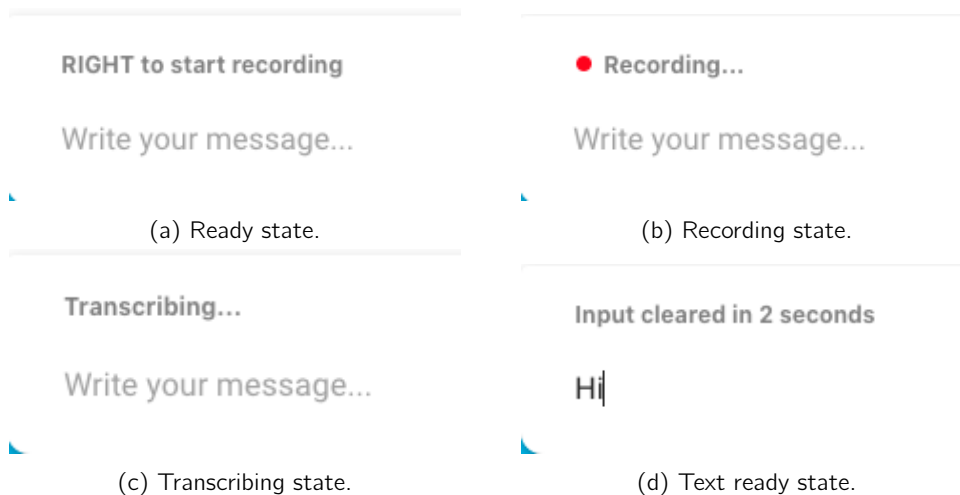 RIGHT to start recording
Write your message...
(a) Ready state.
Recording...
Write your message...
(b) Recording state.
Transcribing...
Write your message...
(c) Transcribing state.
Input cleared in 2 seconds
Hi
(d) Text ready state.